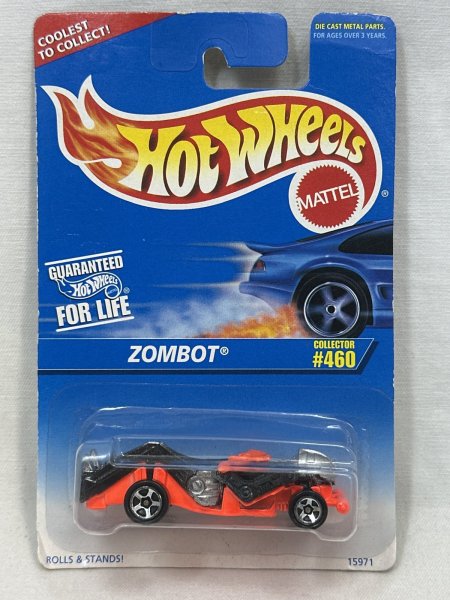 COOLEST
TO COLLECT!
DIE CAST METAL PARTS.
FOR AGES OVER 3 YEARS.
HOT WHEELS
MATTEL
®
GUARANTEED
HOT WHEELS ®
FOR LIFE
ZOMBOT®
COLLECTOR
#460
ROLLS & STANDS!
15971